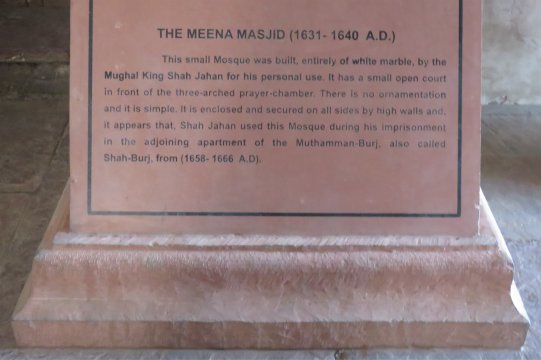 THE MEENA MASJID (1631- 1640 A.D.)
This small Mosque was built, entirely of white marble, by the
Mughal King Shah Jahan for his personal use. It has a small open court
in front of the three-arched prayer-chamber. There is no ornamentation
and it is simple. It is enclosed and secured on all sides by high walls and,
it appears that, Shah Jahan used this Mosque during his imprisonment
in the adjoining apartment of the Muthamman-Burj, also called
Shah-Burj, from (1658- 1666 A.D).